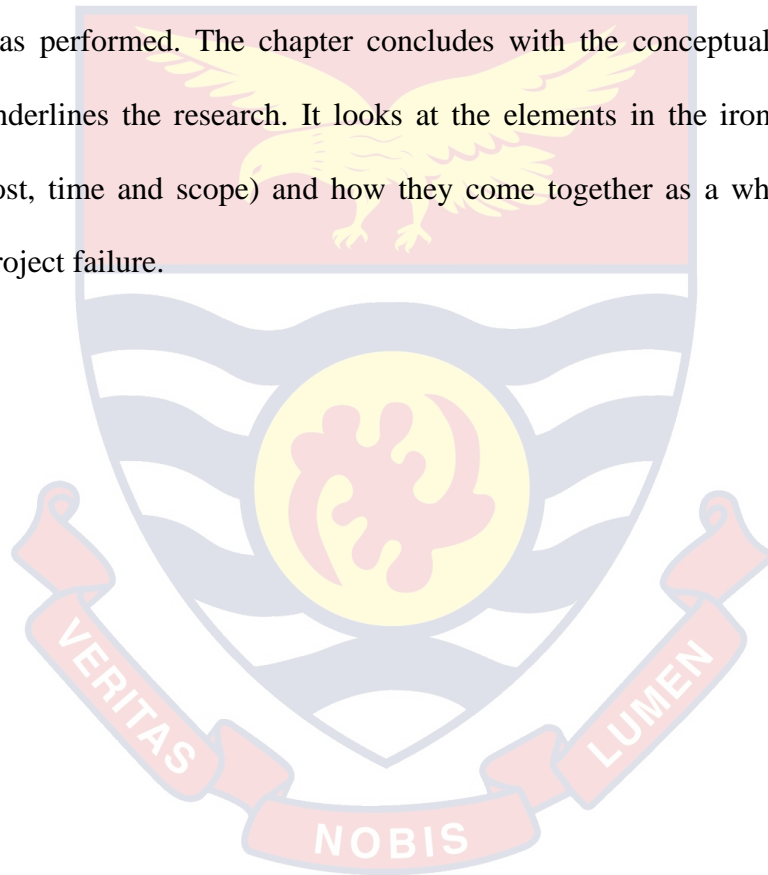 as performed. The chapter concludes with the conceptual
nderlines the research. It looks at the elements in the iron
ost, time and scope) and how they come together as a wh
roject failure.
VERITAS
NOBIS
LUMEN